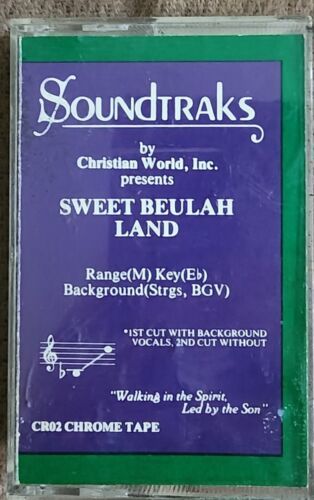 Soundtraks
by
Christian World, Inc.
presents
SWEET BEULAH
LAND
Range(M) Key(E♭)
Background(Strgs, BGV)
*1ST CUT WITH BACKGROUND
VOCALS, 2ND CUT WITHOUT
"Walking in the Spirit,
Led by the Son"
CR02 CHROME TAPE